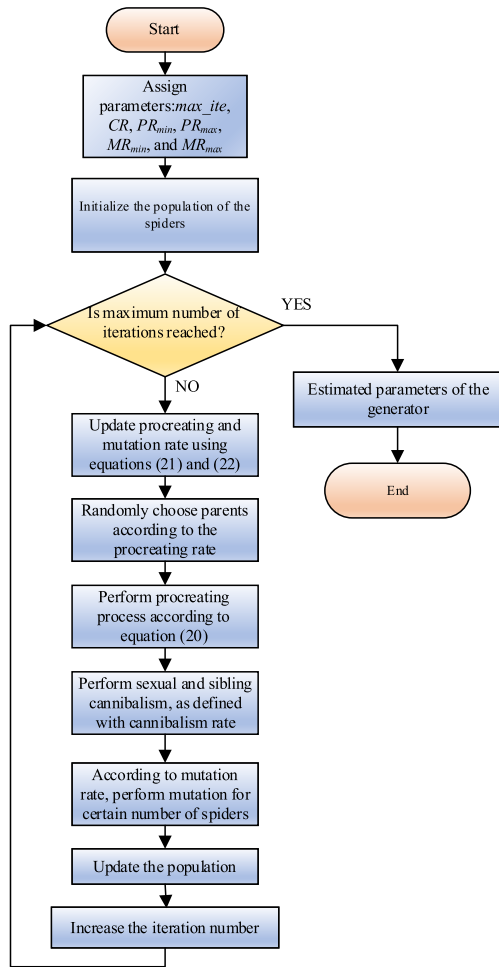 Start
Assign
parameters:max_ite,
CR, PRmin, PRmax,
MRmin, and MRmax
Initialize the population of the
spiders
Is maximum number of
iterations reached?
YES
NO
Estimated parameters of the
generator
End
Update procreating and
mutation rate using
equations (21) and (22)
Randomly choose parents
according to the
procreating rate
Perform procreating
process according to
equation (20)
Perform sexual and sibling
cannibalism, as defined
with cannibalism rate
According to mutation
rate, perform mutation for
certain number of spiders
Update the population
Increase the iteration number